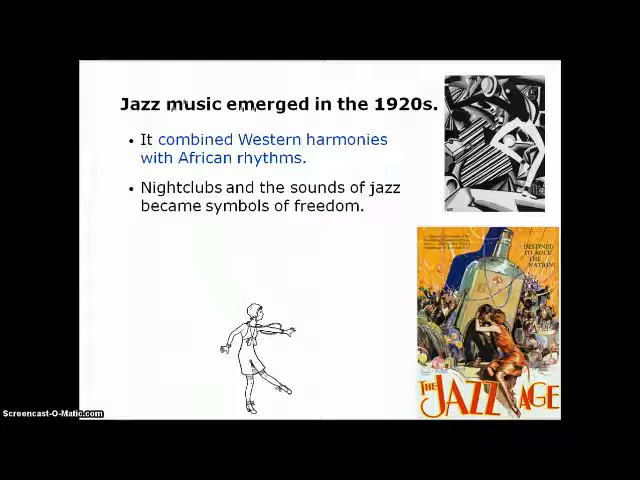 Jazz music emerged in the 1920s.
• It combined Western harmonies
with African rhythms.
• Nightclubs and the sounds of jazz
became symbols of freedom.
DESTINED
TO ROCK
THE
NATION
THE JAZZ AGE
Screencast-O-Matic.com